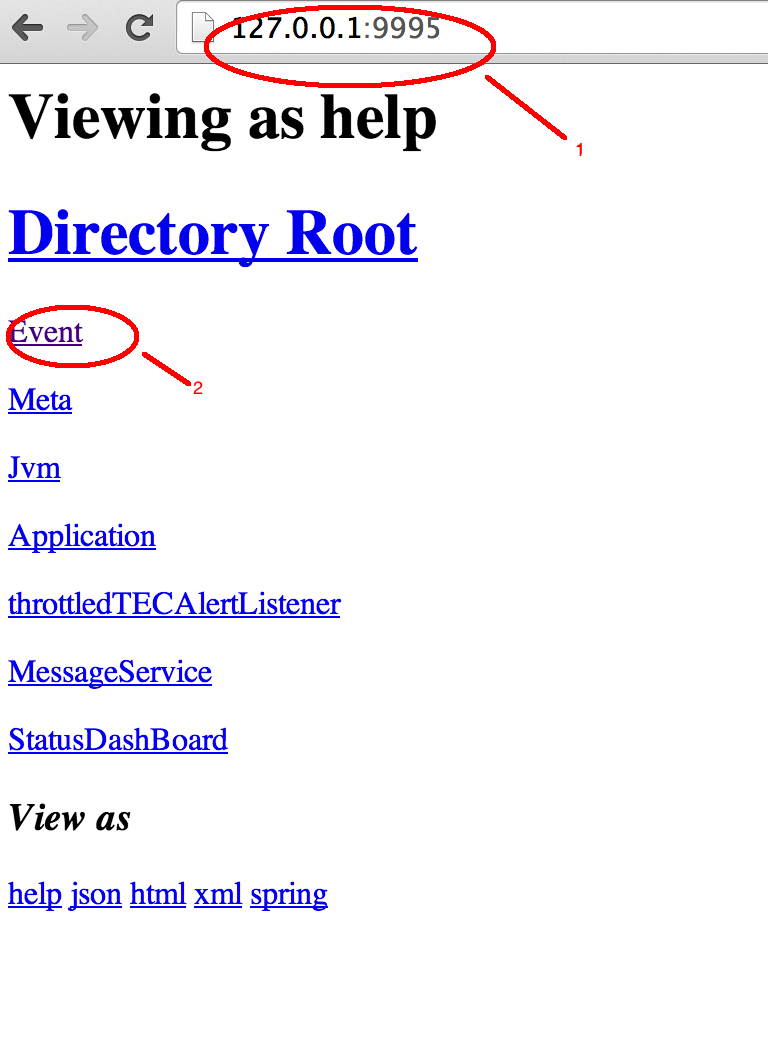 127.0.0.1:9995
Viewing as help
1
Directory Root
Event
2
Meta
Jvm
Application
throttledTECAlertListener
MessageService
StatusDashBoard
View as
help json html xml spring